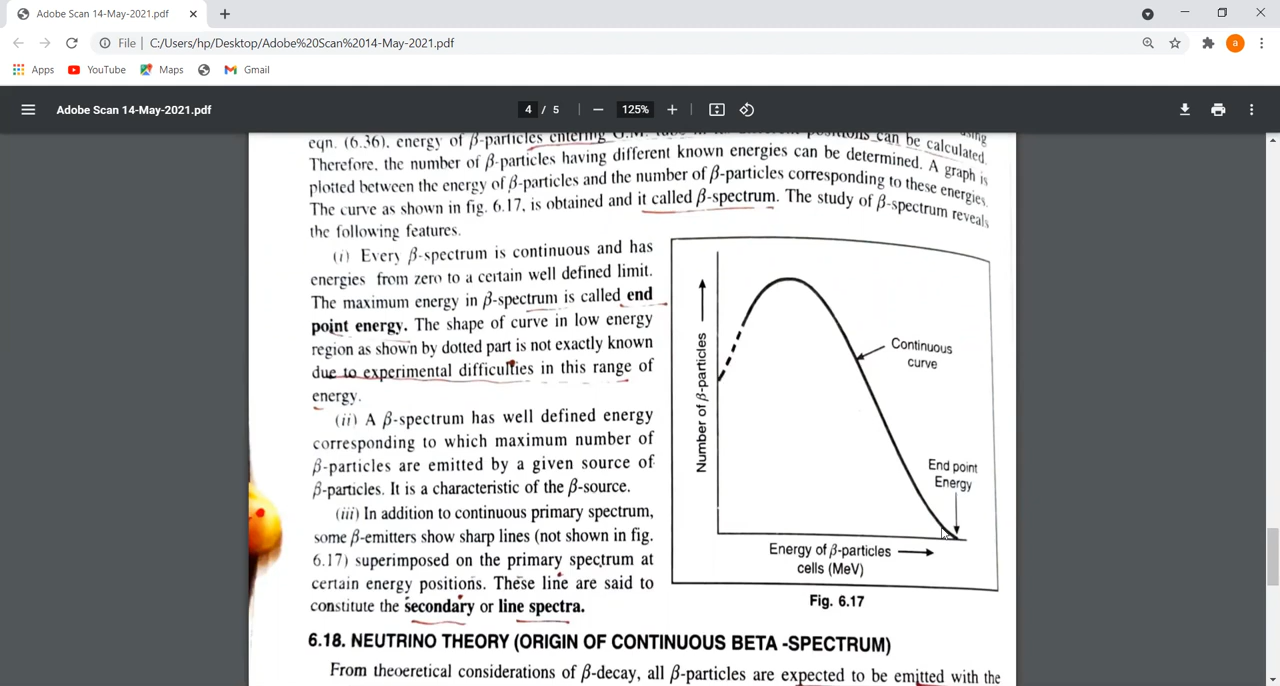 Adobe Scan 14-May-2021.pdf
File
C:/Users/hp/Desktop/Adobe%20Scan%2014-May-2021.pdf
a
Apps
YouTube
Maps
Gmail
Adobe Scan 14-May-2021.pdf
4 / 5
125%
using
eqn. (6.36), energy of β-particles entering G.M. tube in positions can be calculated.
Therefore, the number of β-particles having different known energies can be determined. A graph is
plotted between the energy of β-particles and the number of β-particles corresponding to these energies.
The curve as shown in fig. 6.17, is obtained and it called β-spectrum. The study of β-spectrum reveals
the following features.
(i) Every β-spectrum is continuous and has
energies from zero to a certain well defined limit.
The maximum energy in β-spectrum is called end
point energy. The shape of curve in low energy
region as shown by dotted part is not exactly known
due to experimental difficulties in this range of
energy.
(ii) A β-spectrum has well defined energy
corresponding to which maximum number of
β-particles are emitted by a given source of
β-particles. It is a characteristic of the β-source.
(iii) In addition to continuous primary spectrum,
some β-emitters show sharp lines (not shown in fig.
6.17) superimposed on the primary spectrum at
certain energy positions. These line are said to
constitute the secondary or line spectra.
Number of β-particles
Continuous
curve
End point
Energy
Energy of β-particles
cells (MeV)
Fig. 6.17
6.18. NEUTRINO THEORY (ORIGIN OF CONTINUOUS BETA -SPECTRUM)
From theoeretical considerations of β-decay, all β-particles are expected to be emitted with the